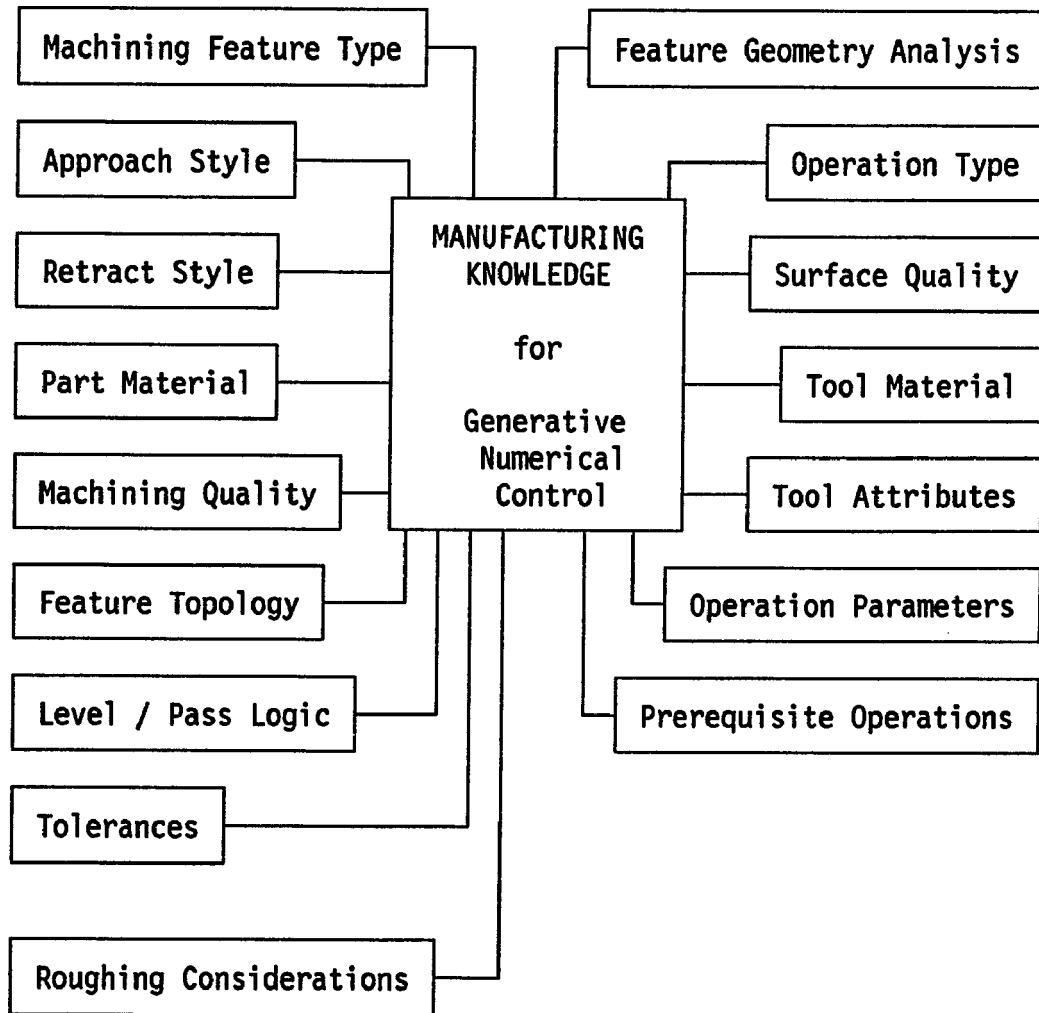 Machining Feature Type
Feature Geometry Analysis
Approach Style
Operation Type
MANUFACTURING
KNOWLEDGE
for
Generative
Numerical
Control
Retract Style
Surface Quality
Part Material
Tool Material
Machining Quality
Tool Attributes
Feature Topology
Operation Parameters
Level / Pass Logic
Prerequisite Operations
Tolerances
Roughing Considerations